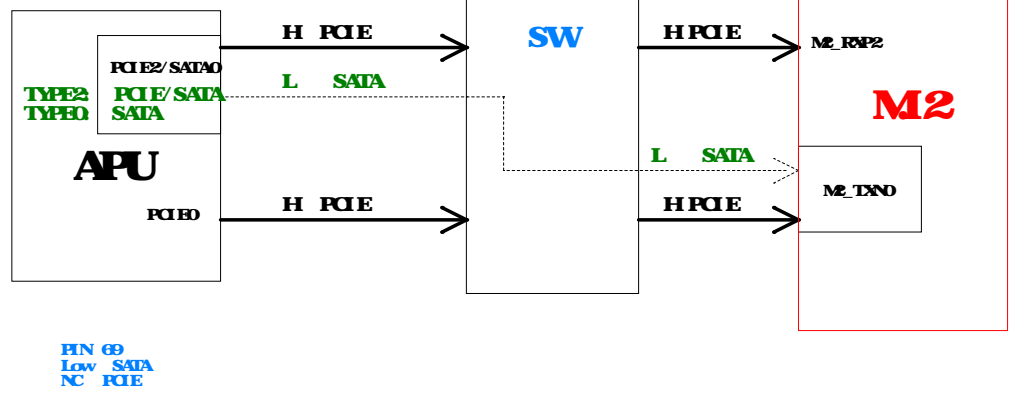 H PCIE
SW
H PCIE
M2_RXP2
PCIE2/SATA0
L SATA
TYPE2: PCIE/SATA
TYPE0: SATA
M.2
APU
L SATA
M2_TXN0
PCIE0
H PCIE
H PCIE
PIN 69
Low SATA
NC PCIE